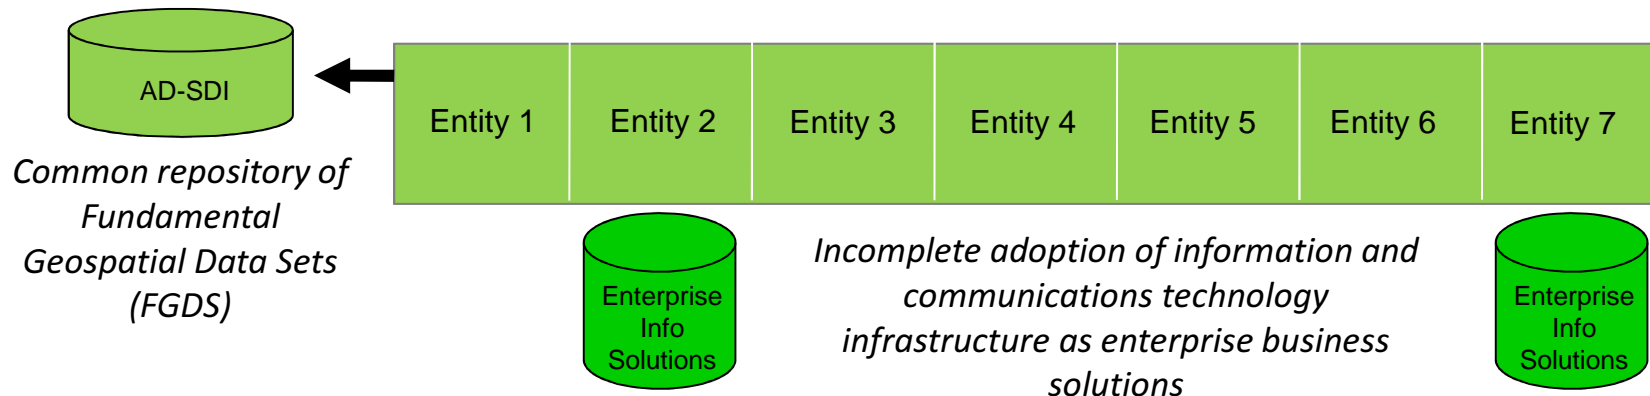 AD-SDI
Common repository of
Fundamental
Geospatial Data Sets
(FGDS)
Entity 1
Entity 2
Entity 3
Entity 4
Entity 5
Entity 6
Entity 7
Enterprise
Info
Solutions
Incomplete adoption of information and
communications technology
infrastructure as enterprise business
solutions
Enterprise
Info
Solutions